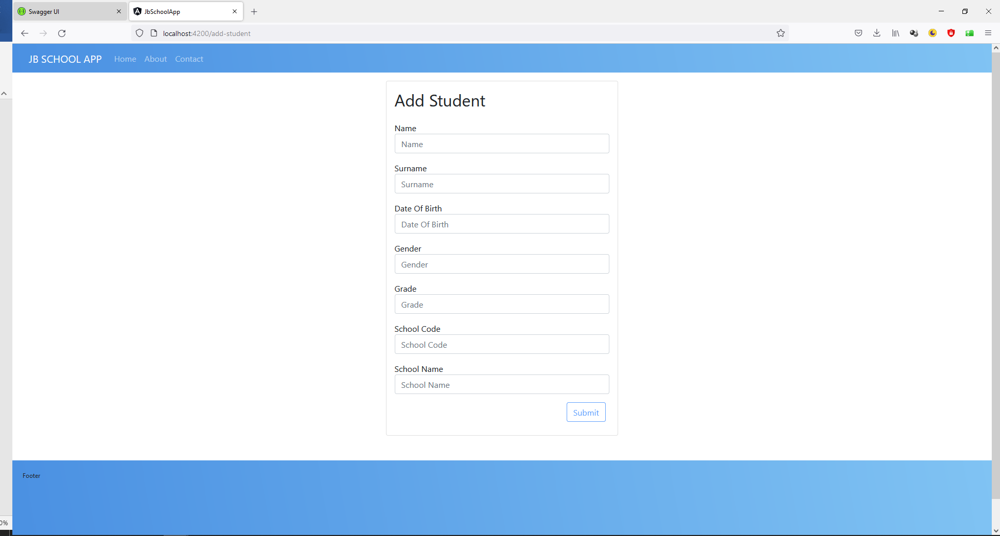 Swagger UI
JbSchoolApp
localhost:4200/add-student
JB SCHOOL APP Home About Contact
Add Student
Name
Name
Surname
Surname
Date Of Birth
Date Of Birth
Gender
Gender
Grade
Grade
School Code
School Code
School Name
School Name
Submit
Footer
0%